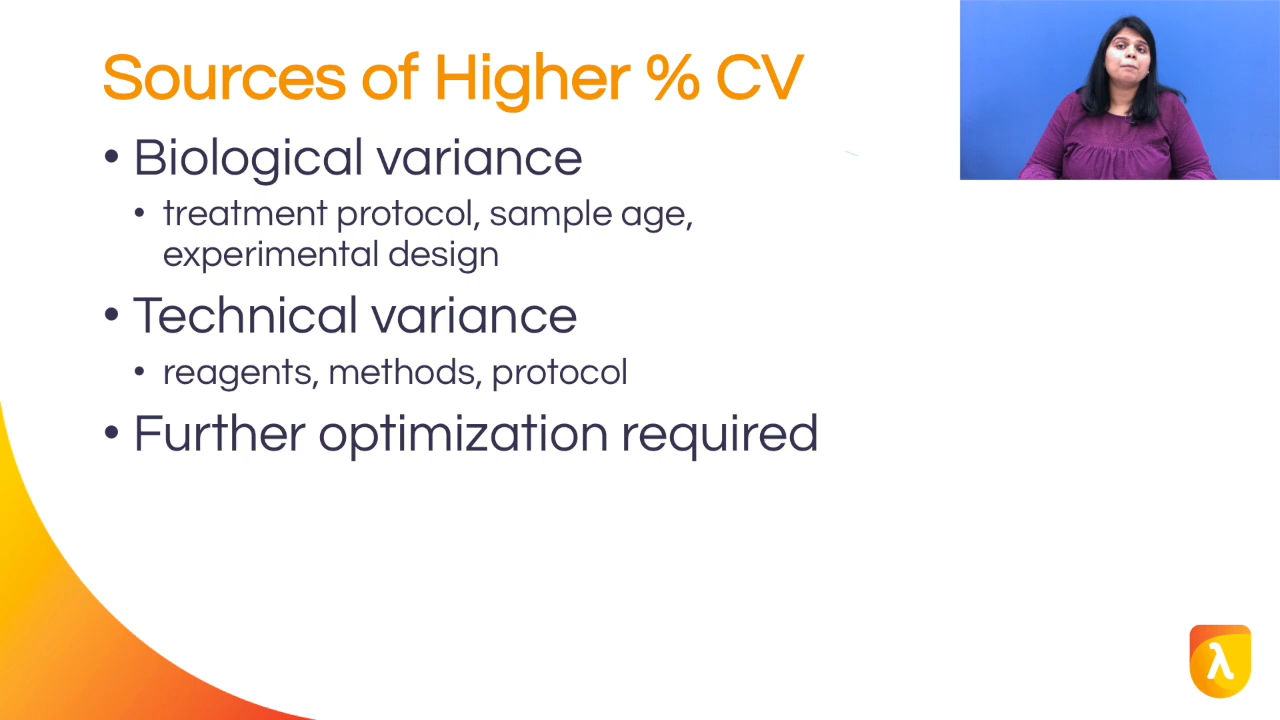 Sources of Higher % CV
• Biological variance
• treatment protocol, sample age,
experimental design
• Technical variance
• reagents, methods, protocol
• Further optimization required
λ